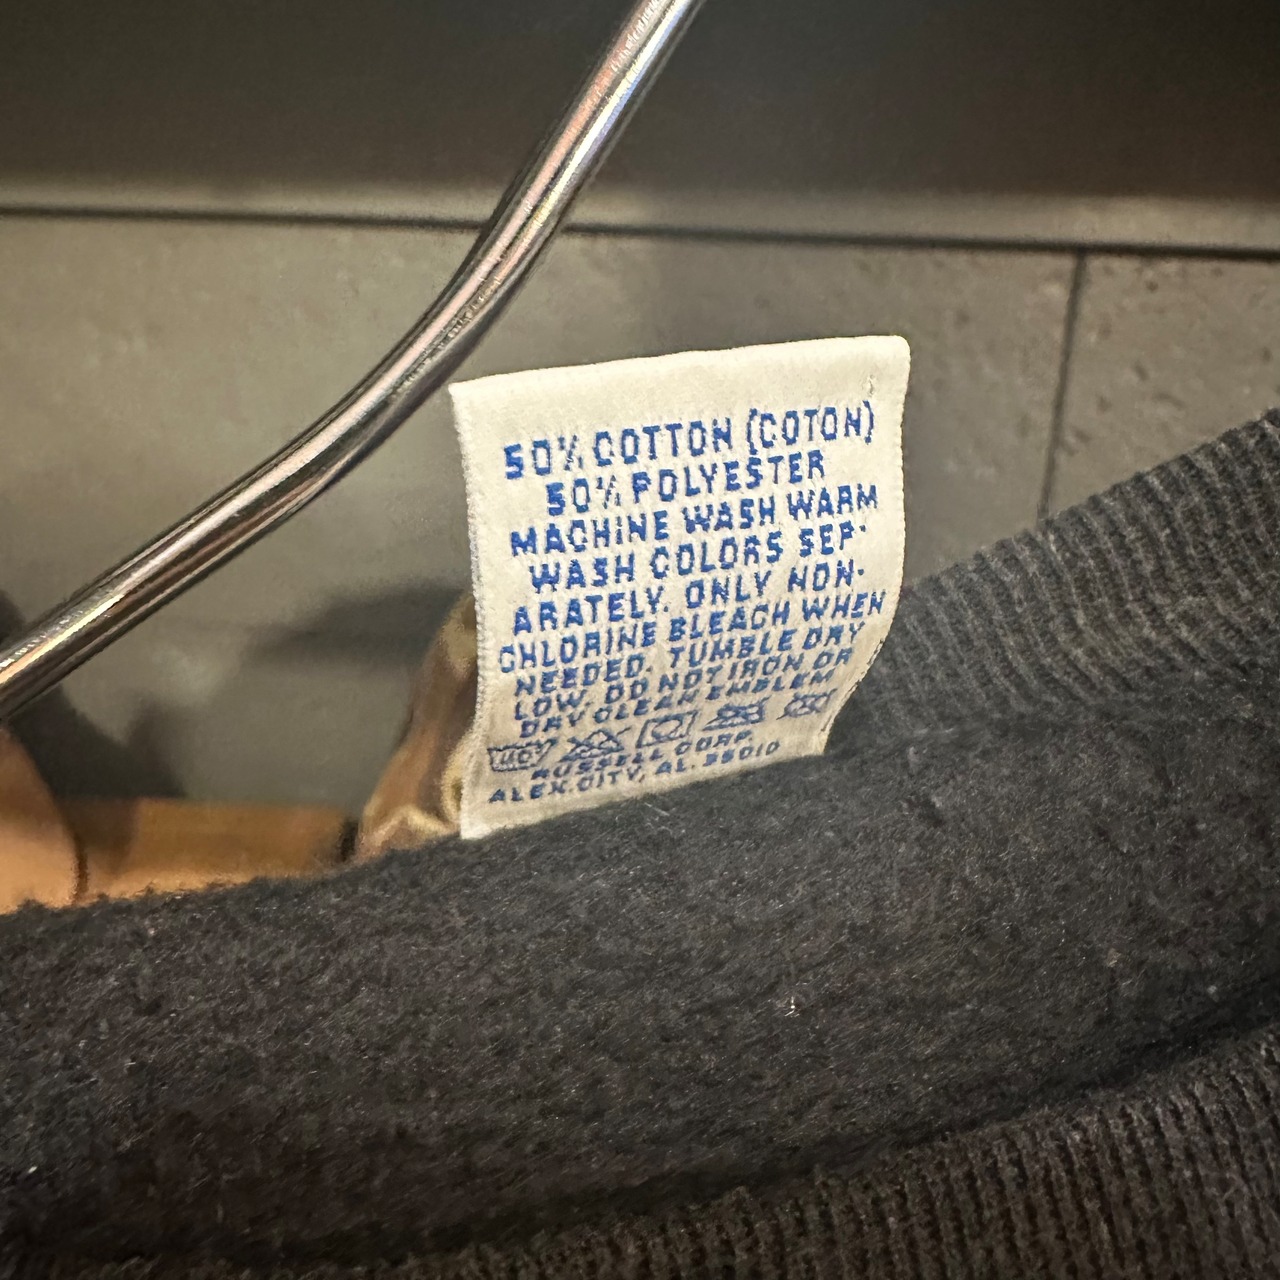 50% COTTON (COTON)
50% POLYESTER
MACHINE WASH WARM
WASH COLORS SEP-
ARATELY. ONLY NON-
CHLORINE BLEACH WHEN
NEEDED. TUMBLE DRY
LOW. DO NOT IRON OR
DRY CLEAN EMBLEM
RUSSELL CORP.
ALEX.CITY, AL. 35010